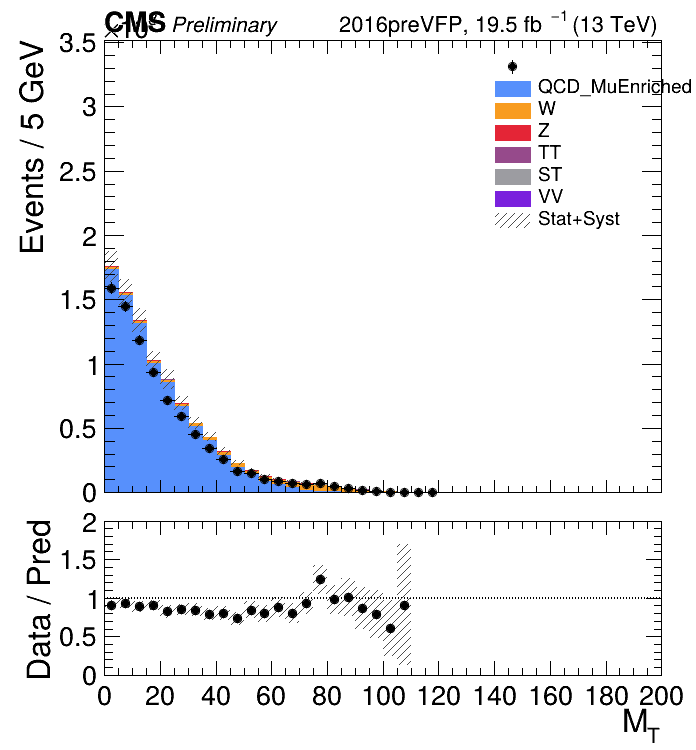 CMS Preliminary 2016preVFP, 19.5 fb⁻¹ (13 TeV)
3.5
3
2.5
2
1.5
1
0.5
0
Events / 5 GeV
QCD_MuEnriched
W
Z
TT
ST
VV
Stat+Syst
2
1.5
1
0.5
0
Data / Pred
0 20 40 60 80 100 120 140 160 180 200
M_T